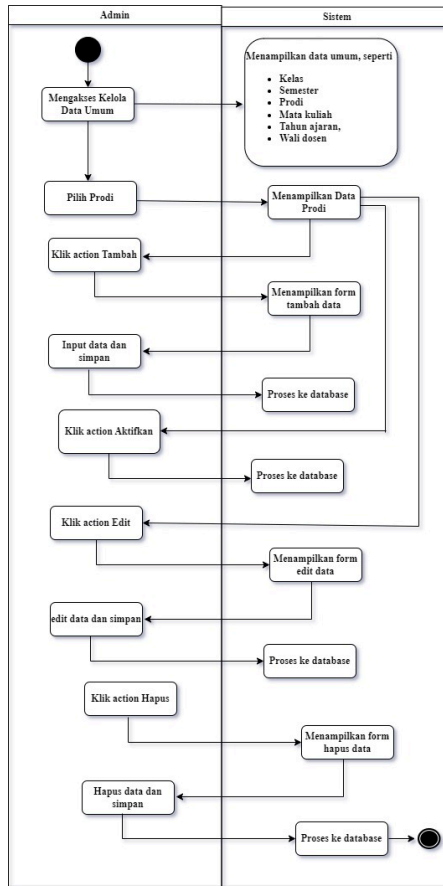 Admin
Sistem
Menampilkan data umum, seperti
Kelas
Semester
Prodi
Mata kuliah
Tahun ajaran,
Wali dosen
Mengakses Kelola
Data Umum
Pilih Prodi
Menampilkan Data
Prodi
Klik action Tambah
Menampilkan form
tambah data
Input data dan
simpan
Proses ke database
Klik action Aktifkan
Proses ke database
Klik action Edit
Menampilkan form
edit data
edit data dan simpan
Proses ke database
Klik action Hapus
Menampilkan form
hapus data
Hapus data dan
simpan
Proses ke database